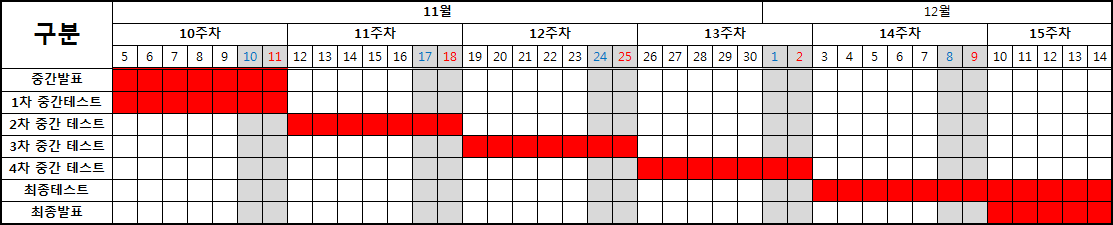 구분 11월 12월
10주차 11주차 12주차 13주차 14주차 15주차
5 6 7 8 9 10 11 12 13 14 15 16 17 18 19 20 21 22 23 24 25 26 27 28 29 30 1 2 3 4 5 6 7 8 9 10 11 12 13 14
중간발표
1차 중간테스트
2차 중간 테스트
3차 중간 테스트
4차 중간 테스트
최종테스트
최종발표